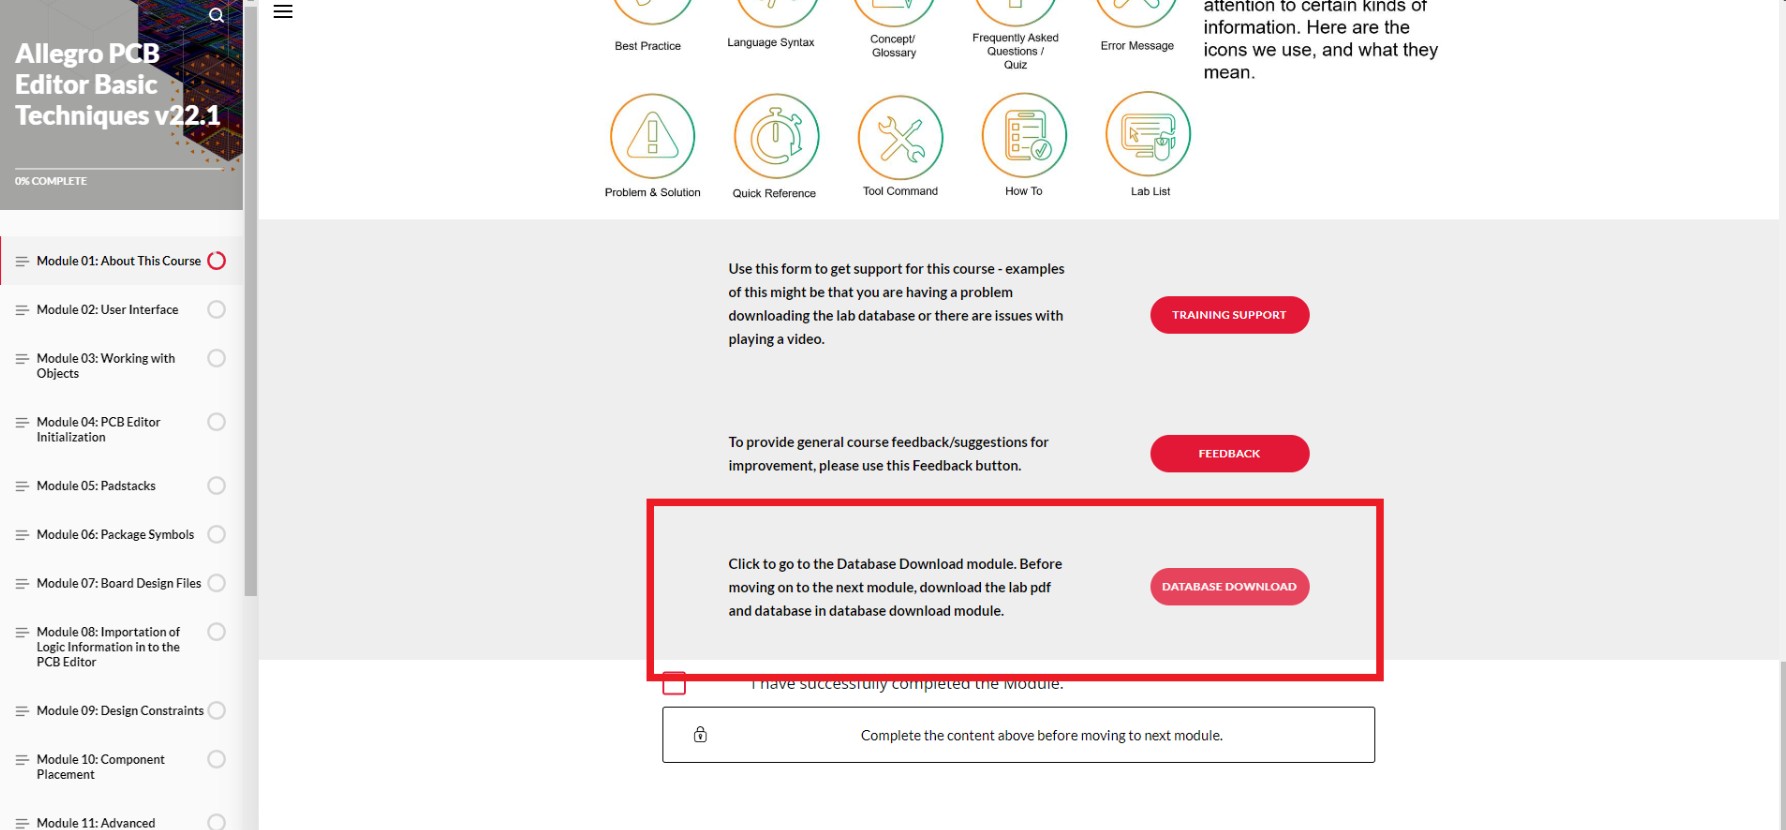 Allegro PCB
Editor Basic
Techniques v22.1
0% COMPLETE
Module 01: About This Course
Module 02: User Interface
Module 03: Working with
Objects
Module 04: PCB Editor
Initialization
Module 05: Padstacks
Module 06: Package Symbols
Module 07: Board Design Files
Module 08: Importation of
Logic Information in to the
PCB Editor
Module 09: Design Constraints
Module 10: Component
Placement
Module 11: Advanced
Best Practice
Language Syntax
Concept/
Glossary
Frequently Asked
Questions /
Quiz
Error Message
attention to certain kinds of
information. Here are the
icons we use, and what they
mean.
Problem & Solution
Quick Reference
Tool Command
How To
Lab List
Use this form to get support for this course - examples
of this might be that you are having a problem
downloading the lab database or there are issues with
playing a video.
TRAINING SUPPORT
To provide general course feedback/suggestions for
improvement, please use this Feedback button.
FEEDBACK
Click to go to the Database Download module. Before
moving on to the next module, download the lab pdf
and database in database download module.
DATABASE DOWNLOAD
I have successfully completed the Module.
Complete the content above before moving to next module.